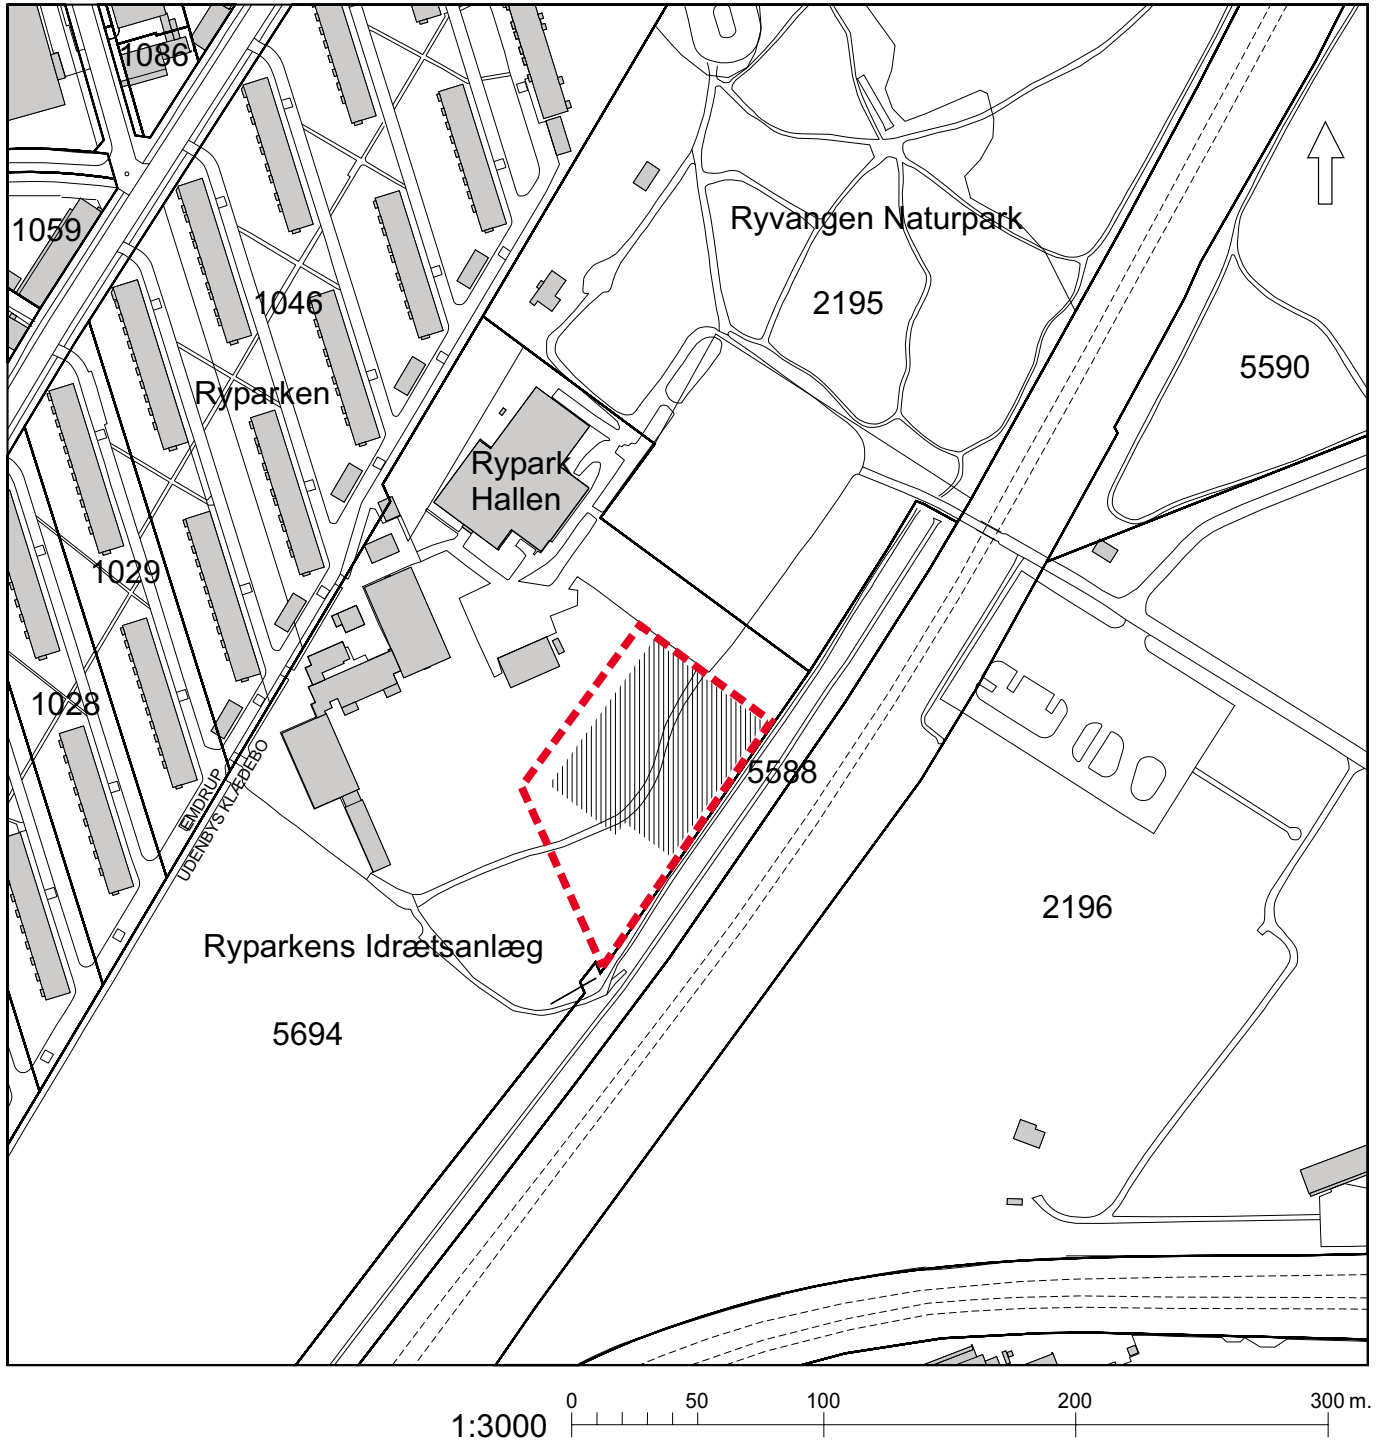 1086
Ryvangen Naturpark
1059
1046
2195
5590
Ryparken
Rypark
Hallen
1029
1028
5588
EMDRUP
UDENBYS KLÆDEBO
2196
Ryparkens Idrætsanlæg
5694
0 50 100 200 300 m.
1:3000